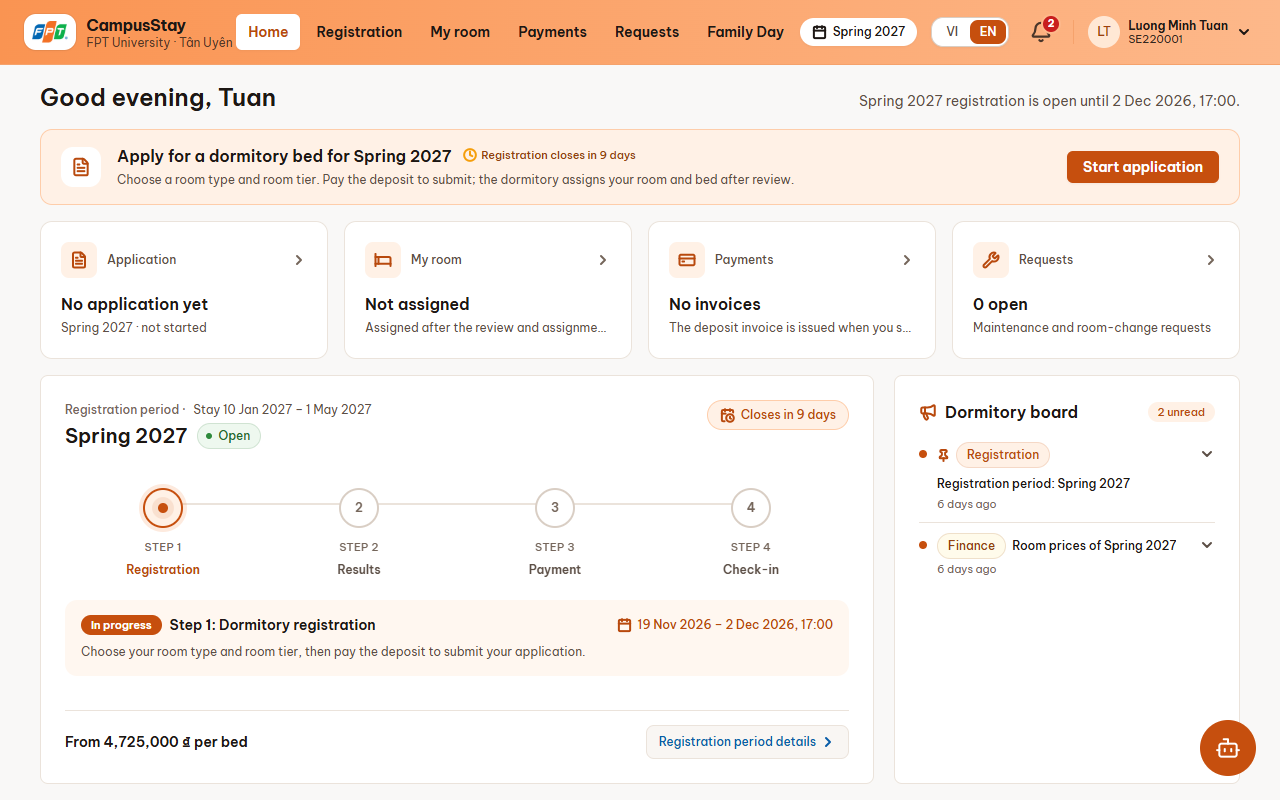 FPT
CampusStay
FPT University · Tân Uyên
Home
Registration
My room
Payments
Requests
Family Day
Spring 2027
VI
EN
2
LT
Luong Minh Tuan
SE220001
Good evening, Tuan
Spring 2027 registration is open until 2 Dec 2026, 17:00.
Apply for a dormitory bed for Spring 2027
Registration closes in 9 days
Choose a room type and room tier. Pay the deposit to submit; the dormitory assigns your room and bed after review.
Start application
Application
No application yet
Spring 2027 · not started
My room
Not assigned
Assigned after the review and assignme...
Payments
No invoices
The deposit invoice is issued when you s...
Requests
0 open
Maintenance and room-change requests
Registration period · Stay 10 Jan 2027 – 1 May 2027
Spring 2027
Open
Closes in 9 days
2
3
4
STEP 1
STEP 2
STEP 3
STEP 4
Registration
Results
Payment
Check-in
In progress
Step 1: Dormitory registration
19 Nov 2026 – 2 Dec 2026, 17:00
Choose your room type and room tier, then pay the deposit to submit your application.
From 4,725,000 ₫ per bed
Registration period details
Dormitory board
2 unread
Registration
Registration period: Spring 2027
6 days ago
Finance
Room prices of Spring 2027
6 days ago